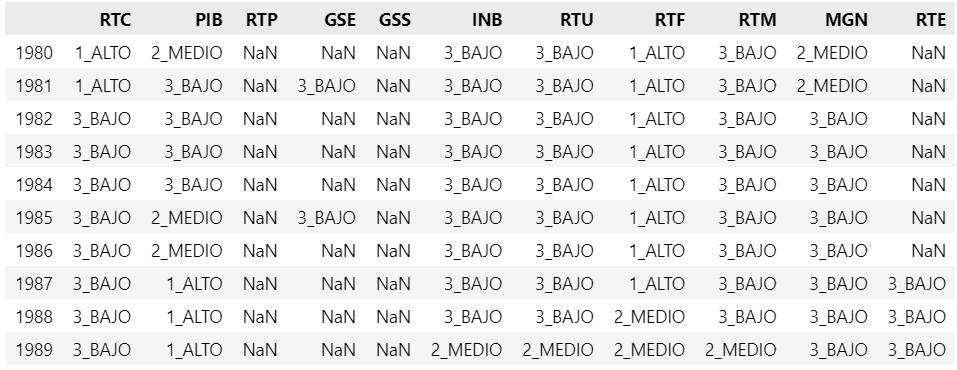 RTC PIB RTP GSE GSS INB RTU RTF RTM MGN RTE
1980 1_ALTO 2_MEDIO NaN NaN NaN 3_BAJO 3_BAJO 1_ALTO 3_BAJO 2_MEDIO NaN
1981 1_ALTO 3_BAJO NaN 3_BAJO NaN 3_BAJO 3_BAJO 1_ALTO 3_BAJO 2_MEDIO NaN
1982 3_BAJO 3_BAJO NaN NaN NaN 3_BAJO 3_BAJO 1_ALTO 3_BAJO 3_BAJO NaN
1983 3_BAJO 3_BAJO NaN NaN NaN 3_BAJO 3_BAJO 1_ALTO 3_BAJO 3_BAJO NaN
1984 3_BAJO 3_BAJO NaN NaN NaN 3_BAJO 3_BAJO 1_ALTO 3_BAJO 3_BAJO NaN
1985 3_BAJO 2_MEDIO NaN 3_BAJO NaN 3_BAJO 3_BAJO 1_ALTO 3_BAJO 3_BAJO NaN
1986 3_BAJO 2_MEDIO NaN NaN NaN 3_BAJO 3_BAJO 1_ALTO 3_BAJO 3_BAJO NaN
1987 3_BAJO 1_ALTO NaN NaN NaN 3_BAJO 3_BAJO 1_ALTO 3_BAJO 3_BAJO 3_BAJO
1988 3_BAJO 1_ALTO NaN NaN NaN 3_BAJO 3_BAJO 2_MEDIO 3_BAJO 3_BAJO 3_BAJO
1989 3_BAJO 1_ALTO NaN NaN NaN 2_MEDIO 2_MEDIO 2_MEDIO 2_MEDIO 3_BAJO 3_BAJO